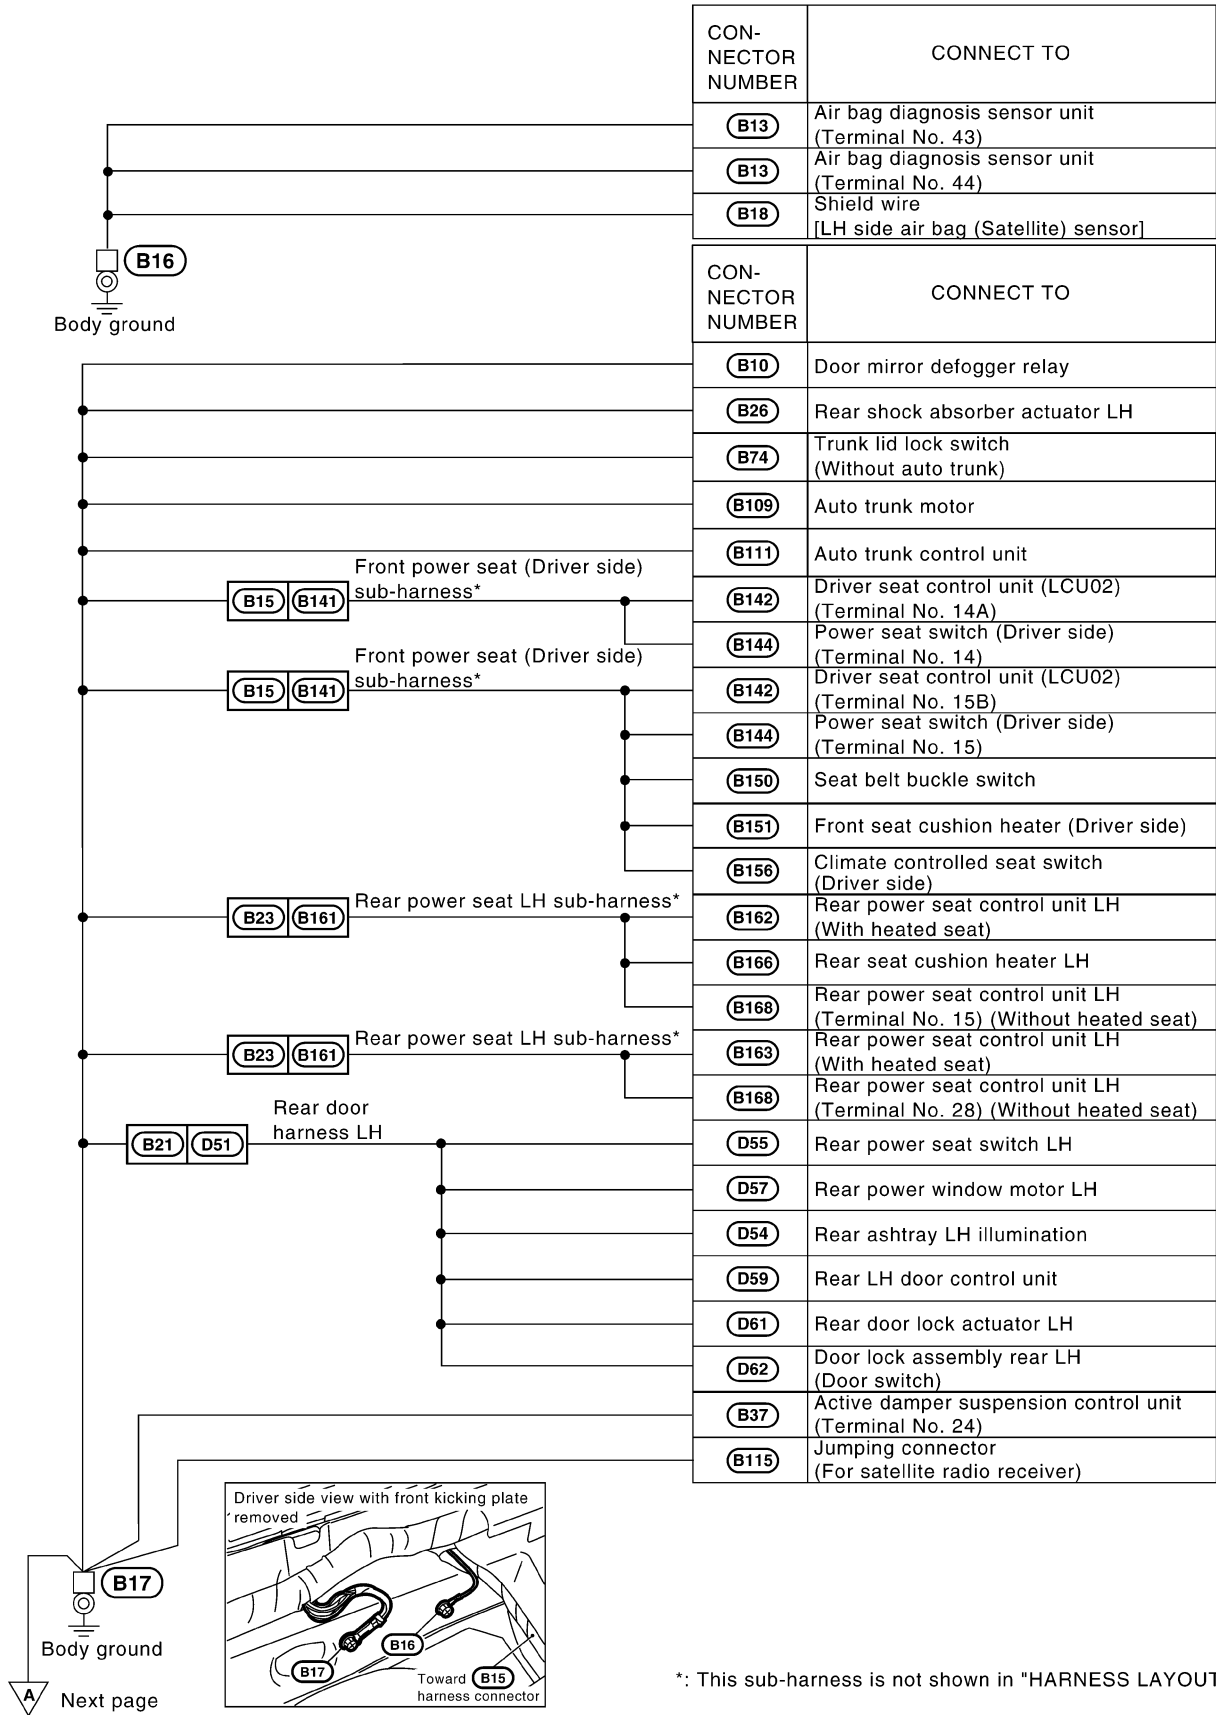 CON-
NECTOR
NUMBER
CONNECT TO
B13
Air bag diagnosis sensor unit
(Terminal No. 43)
B13
Air bag diagnosis sensor unit
(Terminal No. 44)
B18
Shield wire
[LH side air bag (Satellite) sensor]
B16
Body ground
CON-
NECTOR
NUMBER
CONNECT TO
B10
Door mirror defogger relay
B26
Rear shock absorber actuator LH
B74
Trunk lid lock switch
(Without auto trunk)
B109
Auto trunk motor
B111
Auto trunk control unit
Front power seat (Driver side)
sub-harness*
B15 B141
B142
Driver seat control unit (LCU02)
(Terminal No. 14A)
B144
Power seat switch (Driver side)
(Terminal No. 14)
Front power seat (Driver side)
sub-harness*
B15 B141
B142
Driver seat control unit (LCU02)
(Terminal No. 15B)
B144
Power seat switch (Driver side)
(Terminal No. 15)
B150
Seat belt buckle switch
B151
Front seat cushion heater (Driver side)
B156
Climate controlled seat switch
(Driver side)
Rear power seat LH sub-harness*
B23 B161
B162
Rear power seat control unit LH
(With heated seat)
B166
Rear seat cushion heater LH
B168
Rear power seat control unit LH
(Terminal No. 15) (Without heated seat)
Rear power seat LH sub-harness*
B23 B161
B163
Rear power seat control unit LH
(With heated seat)
B168
Rear power seat control unit LH
(Terminal No. 28) (Without heated seat)
Rear door
harness LH
B21 D51
D55
Rear power seat switch LH
D57
Rear power window motor LH
D54
Rear ashtray LH illumination
D59
Rear LH door control unit
D61
Rear door lock actuator LH
D62
Door lock assembly rear LH
(Door switch)
B37
Active damper suspension control unit
(Terminal No. 24)
B115
Jumping connector
(For satellite radio receiver)
B17
Body ground
A
Next page
Driver side view with front kicking plate
removed
B16
B17
Toward B15
harness connector
*: This sub-harness is not shown in "HARNESS LAYOUT